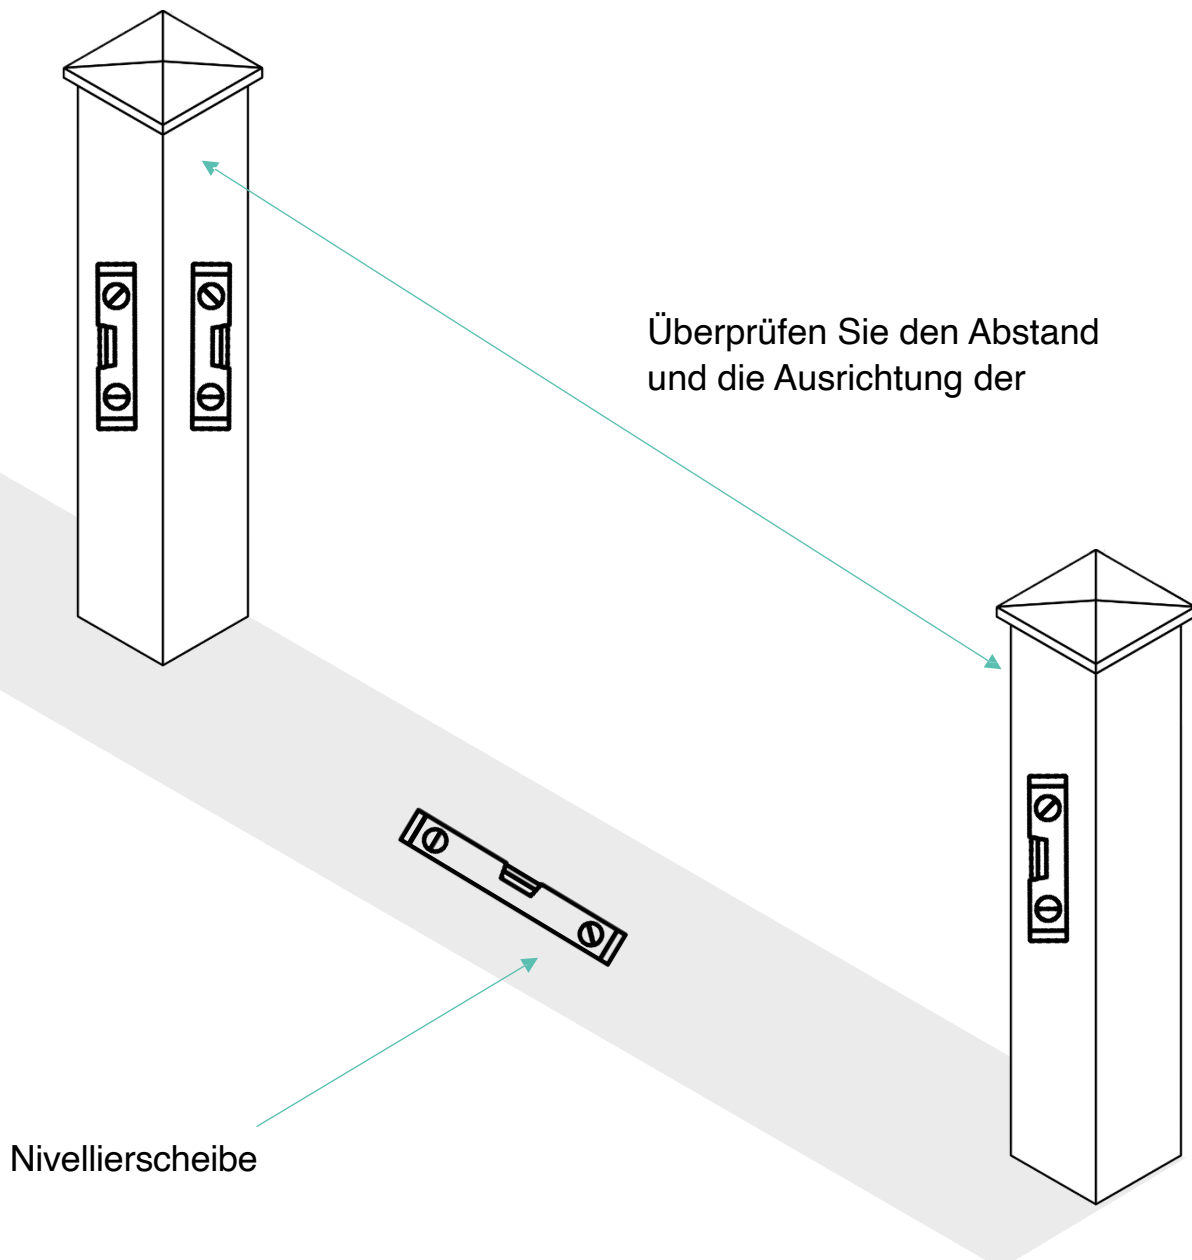 Überprüfen Sie den Abstand
und die Ausrichtung der
Nivellierscheibe